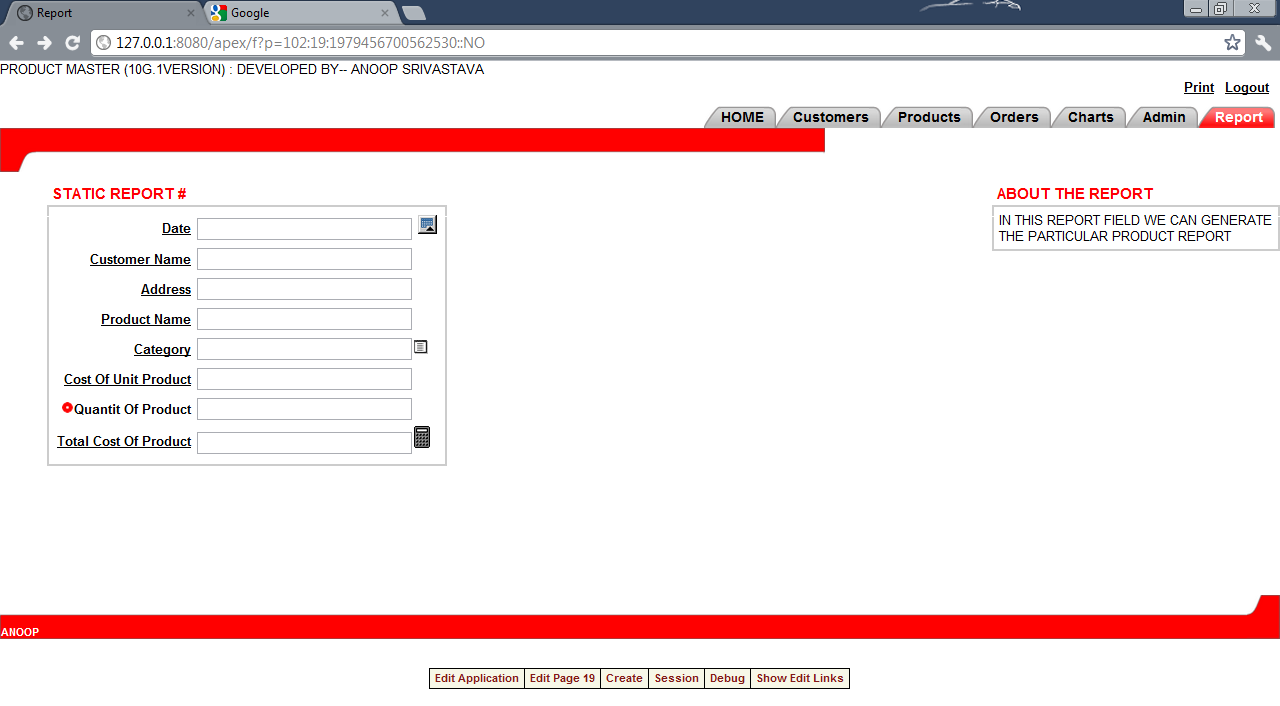 Report
Google
127.0.0.1:8080/apex/f?p=102:19:1979456700562530::NO
PRODUCT MASTER (10G.1VERSION) : DEVELOPED BY-- ANOOP SRIVASTAVA
Print Logout
HOME Customers Products Orders Charts Admin Report
STATIC REPORT #
Date
Customer Name
Address
Product Name
Category
Cost Of Unit Product
Quantit Of Product
Total Cost Of Product
ABOUT THE REPORT
IN THIS REPORT FIELD WE CAN GENERATE
THE PARTICULAR PRODUCT REPORT
ANOOP
Edit Application Edit Page 19 Create Session Debug Show Edit Links